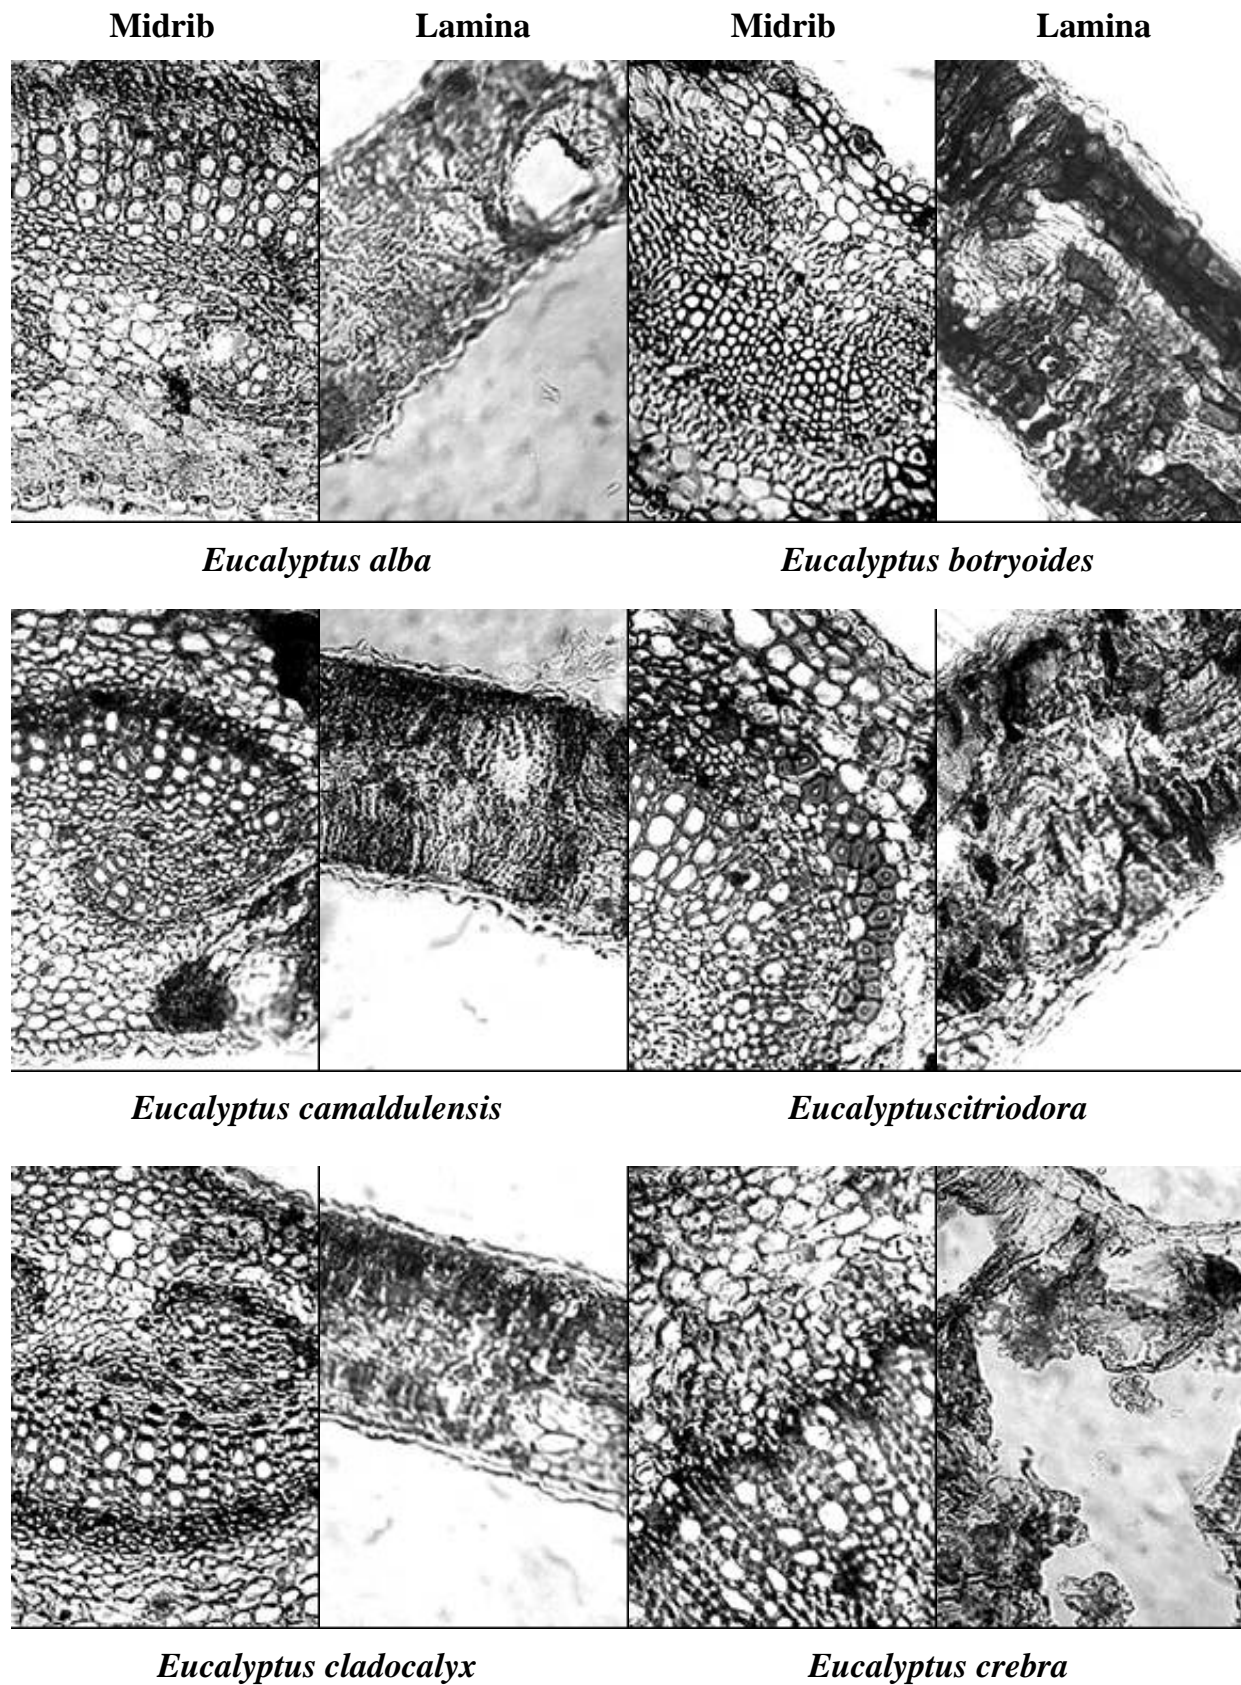 Midrib Lamina Midrib Lamina
Eucalyptus alba Eucalyptus botryoides
Eucalyptus camaldulensis Eucalyptuscitriodora
Eucalyptus cladocalyx Eucalyptus crebra